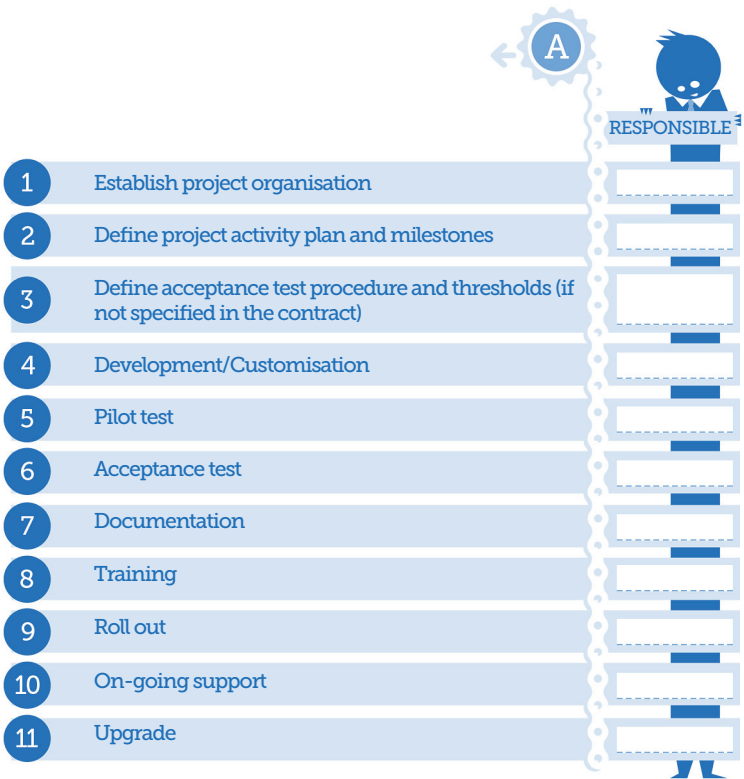 A
RESPONSIBLE
1 Establish project organisation
2 Define project activity plan and milestones
3 Define acceptance test procedure and thresholds (if
not specified in the contract)
4 Development/Customisation
5 Pilot test
6 Acceptance test
7 Documentation
8 Training
9 Roll out
10 On-going support
11 Upgrade